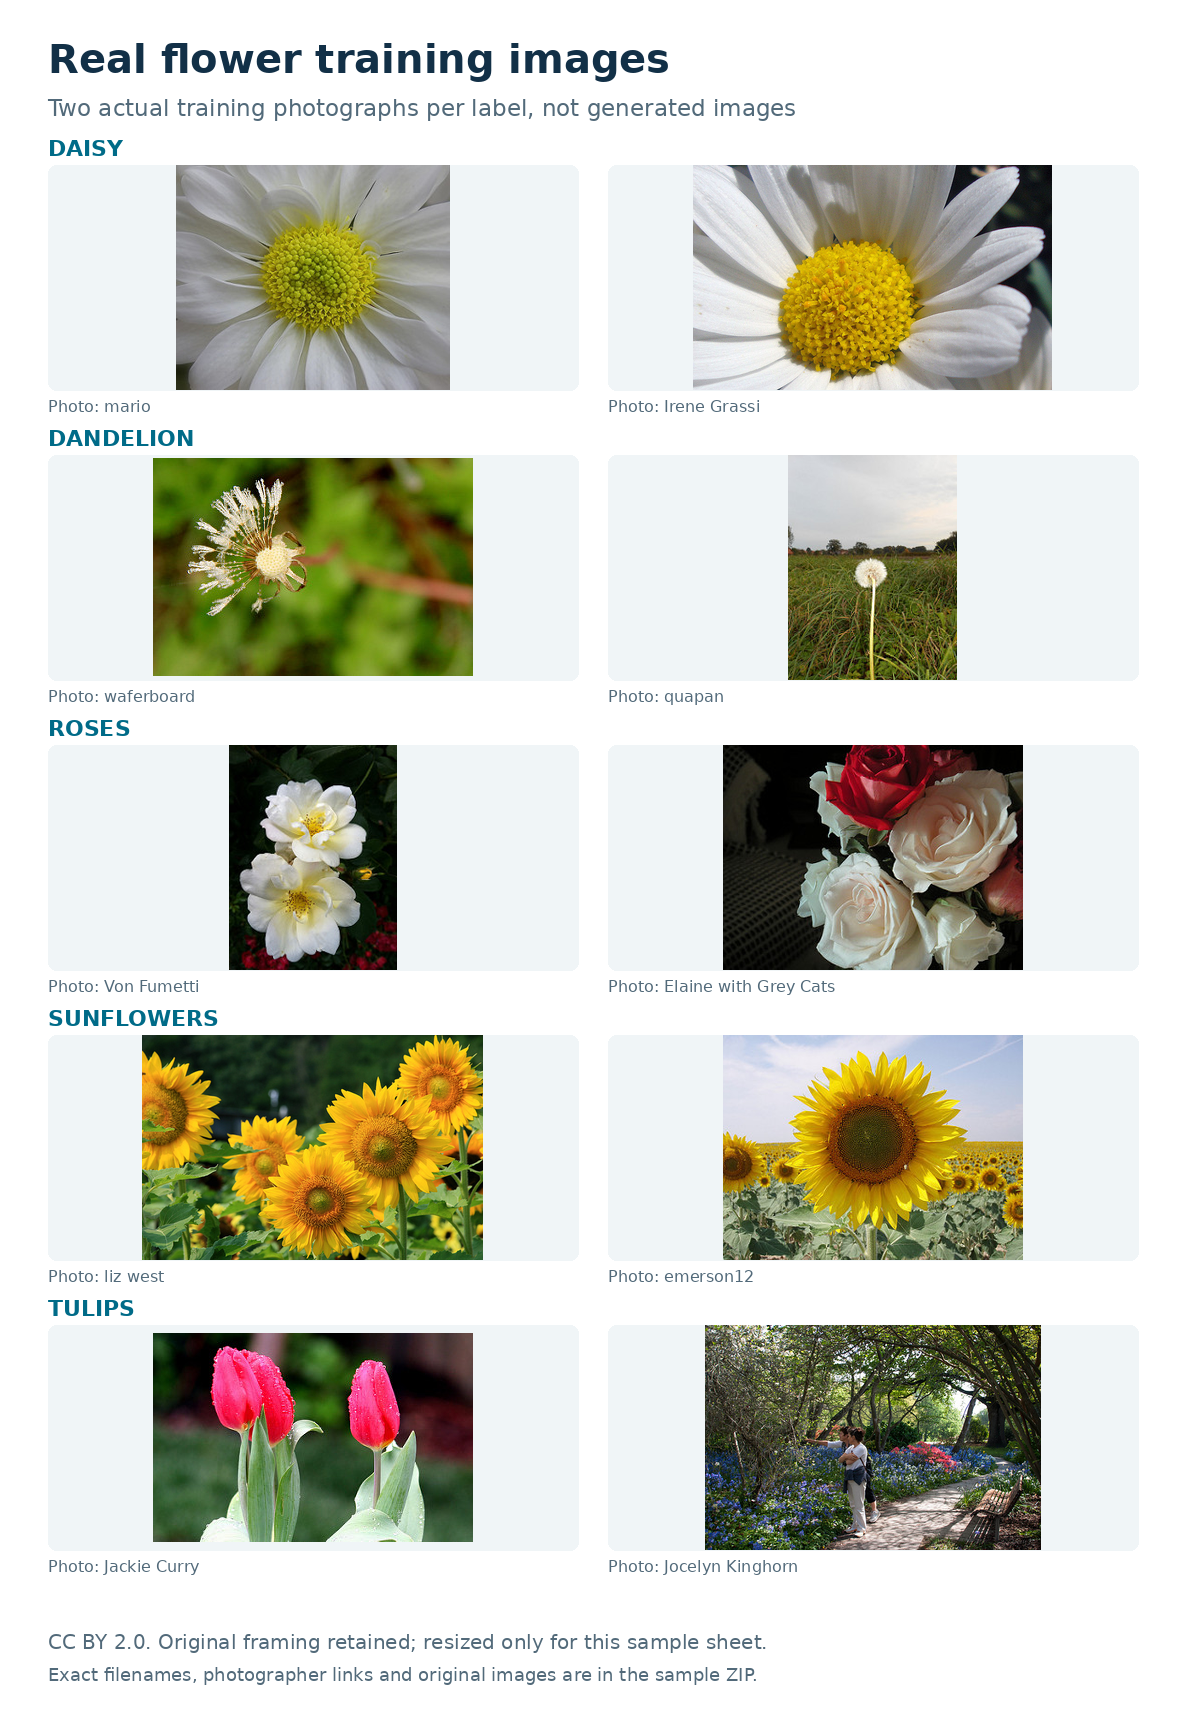 Real flower training images
Two actual training photographs per label, not generated images
DAISY
Photo: mario
Photo: Irene Grassi
DANDELION
Photo: waferboard
Photo: quapan
ROSES
Photo: Von Fumetti
Photo: Elaine with Grey Cats
SUNFLOWERS
Photo: liz west
Photo: emerson12
TULIPS
Photo: Jackie Curry
Photo: Jocelyn Kinghorn
CC BY 2.0. Original framing retained; resized only for this sample sheet.
Exact filenames, photographer links and original images are in the sample ZIP.